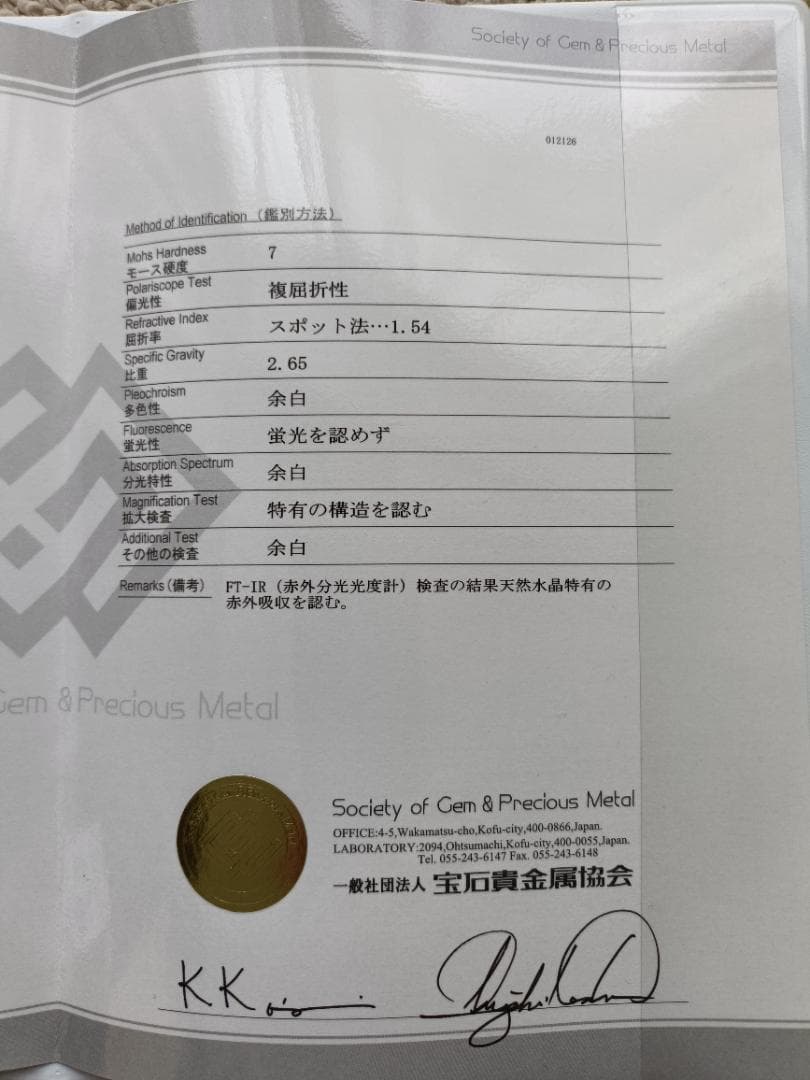 Society of Gem & Precious Metal
012126
Method of Identification (鑑別方法)
Mohs Hardness
モース硬度
7
Polariscope Test
偏光性
複屈折性
Refractive Index
屈折率
スポット法…1.54
Specific Gravity
比重
2.65
Pleochroism
多色性
余白
Fluorescence
蛍光性
蛍光を認めず
Absorption Spectrum
分光特性
余白
Magnification Test
拡大検査
特有の構造を認む
Additional Test
その他の検査
余白
Remarks (備考)
FT-IR (赤外分光光度計) 検査の結果天然水晶特有の
赤外吸収を認む。
Gem & Precious Metal
Society of Gem & Precious Metal
OFFICE:4-5,Wakamatsu-cho,Kofu-city,400-0866,Japan.
LABORATORY:2094,Ohtsumachi,Kofu-city,400-0055,Japan.
Tel. 055-243-6147 Fax. 055-243-6148
一般社団法人 宝石貴金属協会